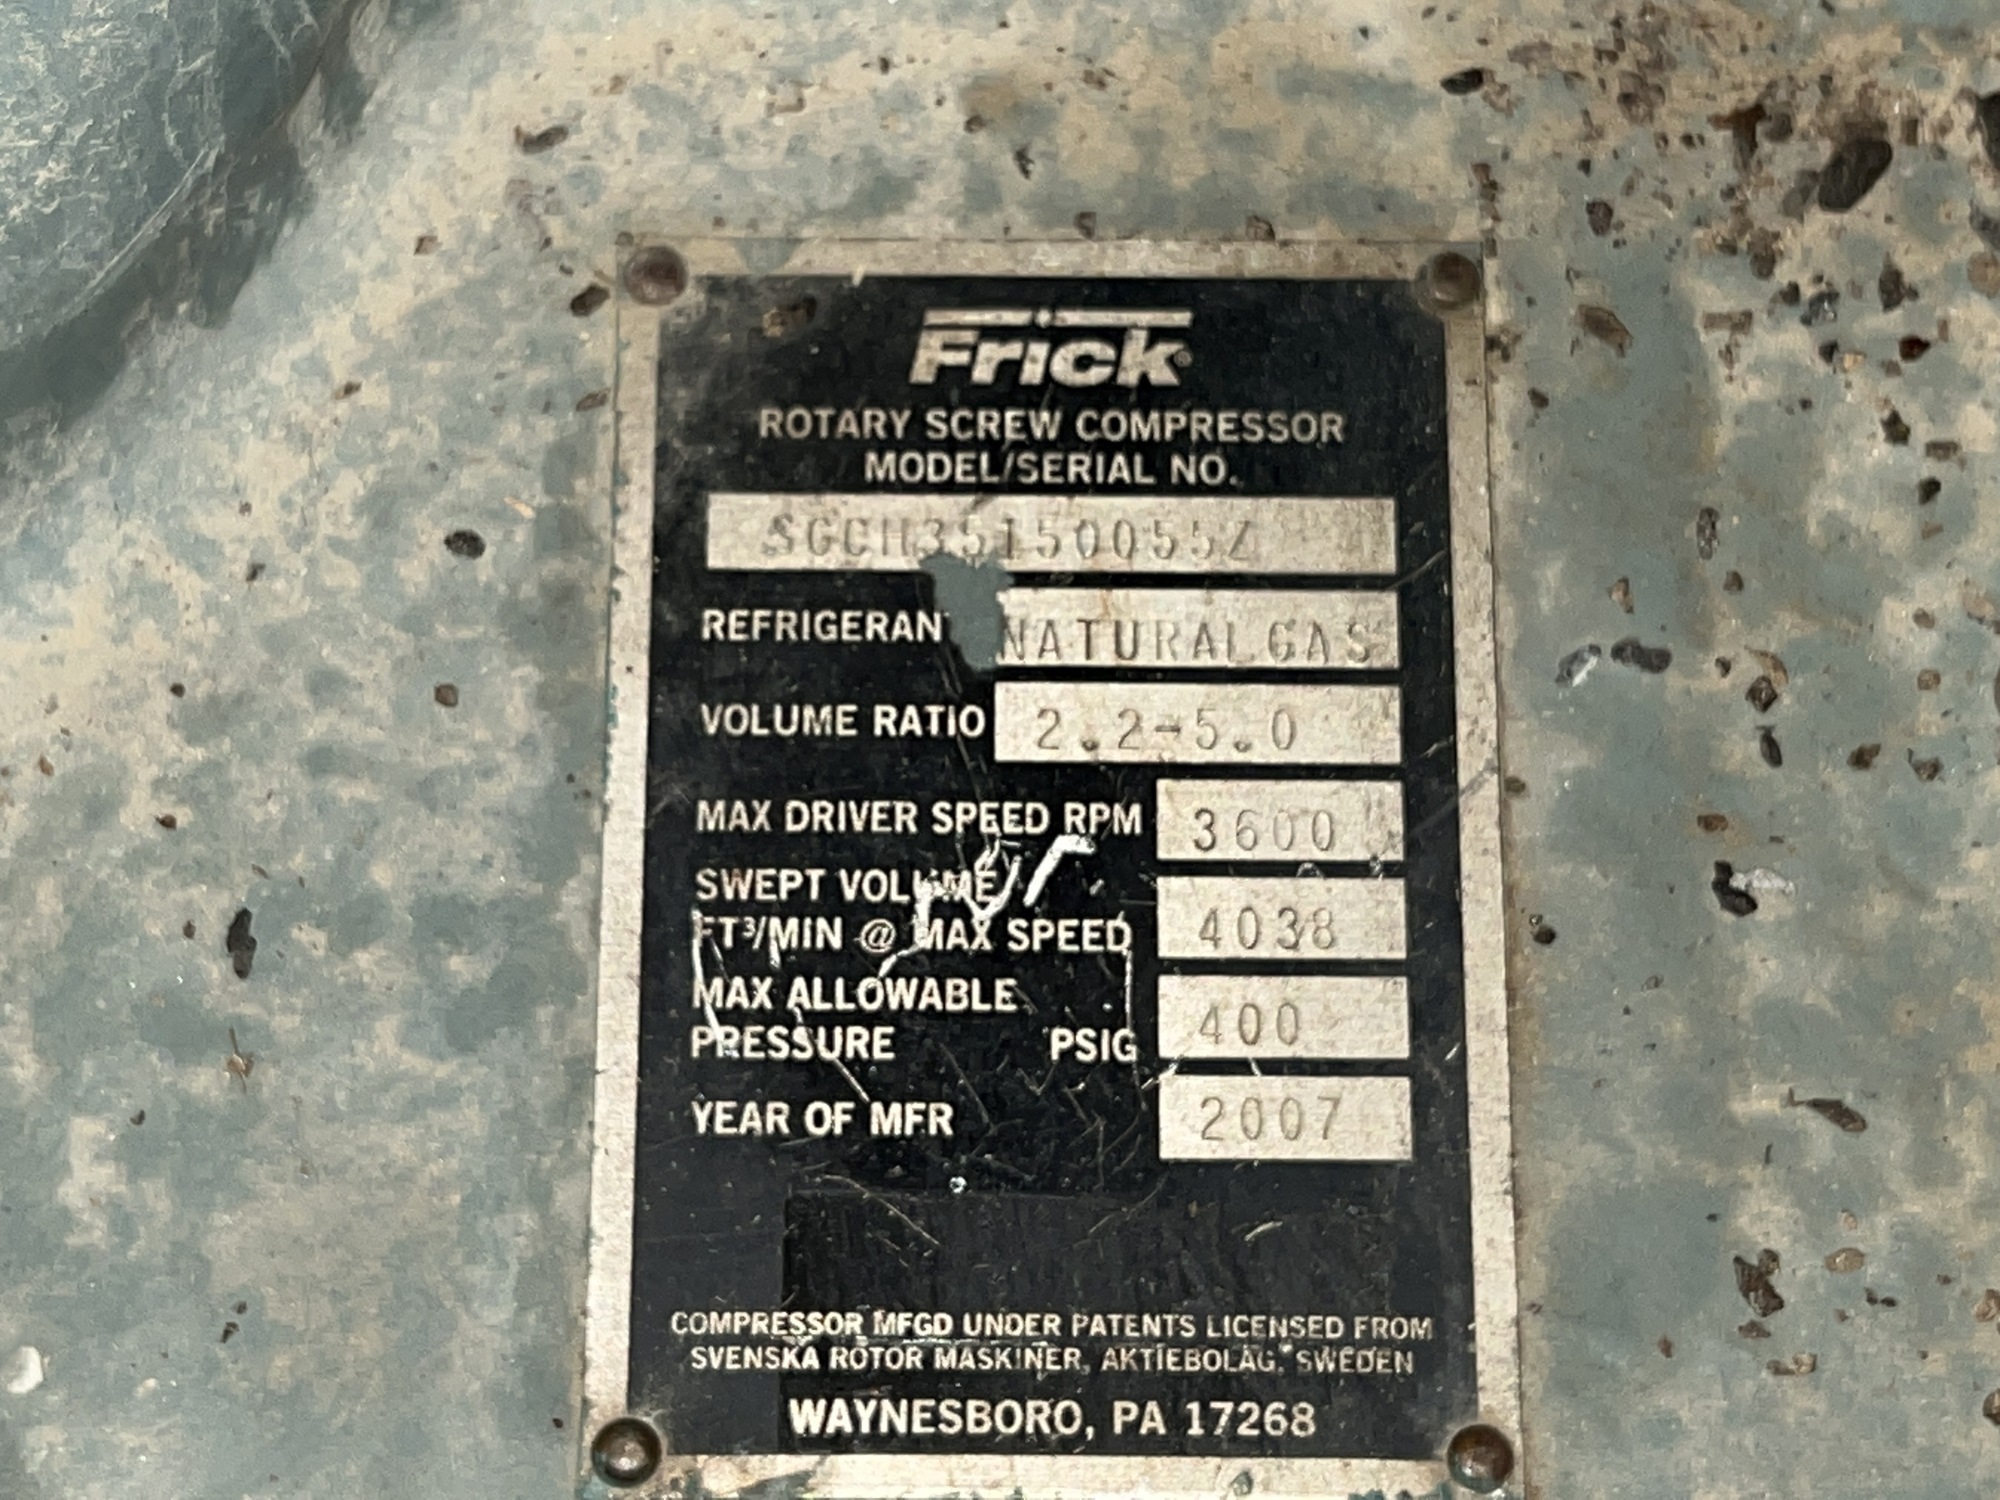 Frick®
ROTARY SCREW COMPRESSOR
MODEL/SERIAL NO.
SGCH35150055Z
REFRIGERANT NATURAL GAS
VOLUME RATIO 2.2-5.0
MAX DRIVER SPEED RPM 3600
SWEPT VOLUME
FT³/MIN @ MAX SPEED 4038
MAX ALLOWABLE
PRESSURE PSIG 400
YEAR OF MFR 2007
COMPRESSOR MFGD UNDER PATENTS LICENSED FROM
SVENSKA ROTOR MASKINER, AKTIEBOLAG, SWEDEN
WAYNESBORO, PA 17268